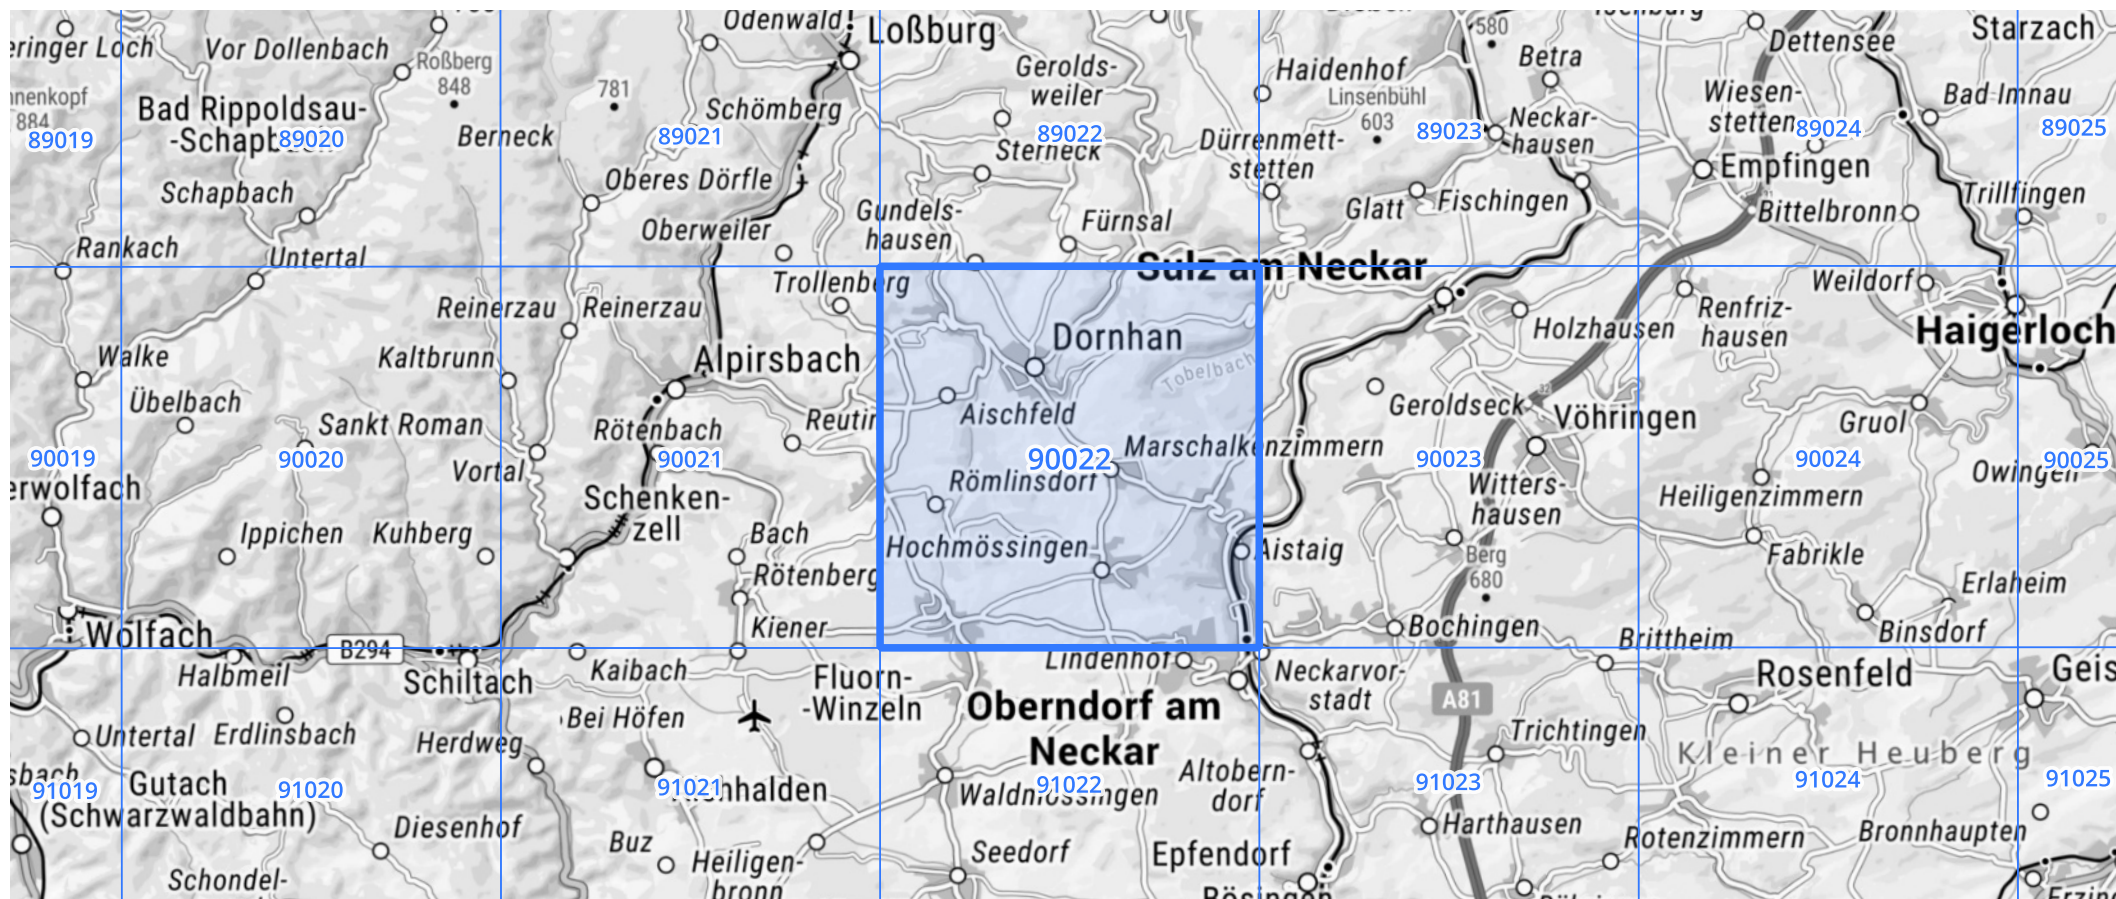 Odenwald
Loßburg
580
Dettensee
Starzach
eringer Loch
Vor Dollenbach
Roßberg
848
781
Gerolds-
weiler
Haidenhof
Betra
Linsenbühl
603
Wiesen-
stetten
Bad Imnau
nnenkopf
884
Bad Rippoldsau-
-Schapbach
Berneck
Schömberg
Sterneck
Dürrenmett-
stetten
Neckar-
hausen
Empfingen
89019
89020
89021
89022
89023
89024
89025
Schapbach
Oberes Dörfle
Gundels-
hausen
Fürnsal
Glatt
Fischingen
31
Bittelbronn
Trillfingen
Rankach
Untertal
Oberweiler
Trollenberg
Sulz am Neckar
Weildorf
Reinerzau
Reinerzau
Dornhan
Holzhausen
Renfriz-
hausen
Haigerloch
Walke
Kaltbrunn
Alpirsbach
Tobelbach
32
Übelbach
Sankt Roman
Rötenbach
Reutin
Aischfeld
Geroldseck
Vöhringen
Gruol
90019
90020
90021
90022
90023
90024
90025
Vortal
Marschalkenzimmern
Römlinsdorf
Owingen
erwolfach
Schenken-
zell
Witters-
hausen
Heiligenzimmern
Ippichen
Kuhberg
Bach
Hochmössingen
Aistaig
Berg
680
Fabrikle
Rötenberg
Erlaheim
Wolfach
B294
Kiener
Bochingen
Brittheim
Binsdorf
Halbmeil
Schiltach
Kaibach
Fluorn-
-Winzeln
Lindenhof
Neckarvor-
stadt
Rosenfeld
Geis
Bei Höfen
Oberndorf am
Neckar
A81
Untertal
Erdlinsbach
Herdweg
Trichtingen
Kleiner Heuberg
sbach
Gutach
(Schwarzwaldbahn)
Altobern-
dorf
91019
91020
91021
91022
91023
91024
91025
Aichhalden
Waldmössingen
Diesenhof
Buz
Heiligen-
bronn
Seedorf
Epfendorf
Harthausen
Rotenzimmern
Bronnhaupten
Schondel-
Bösingen